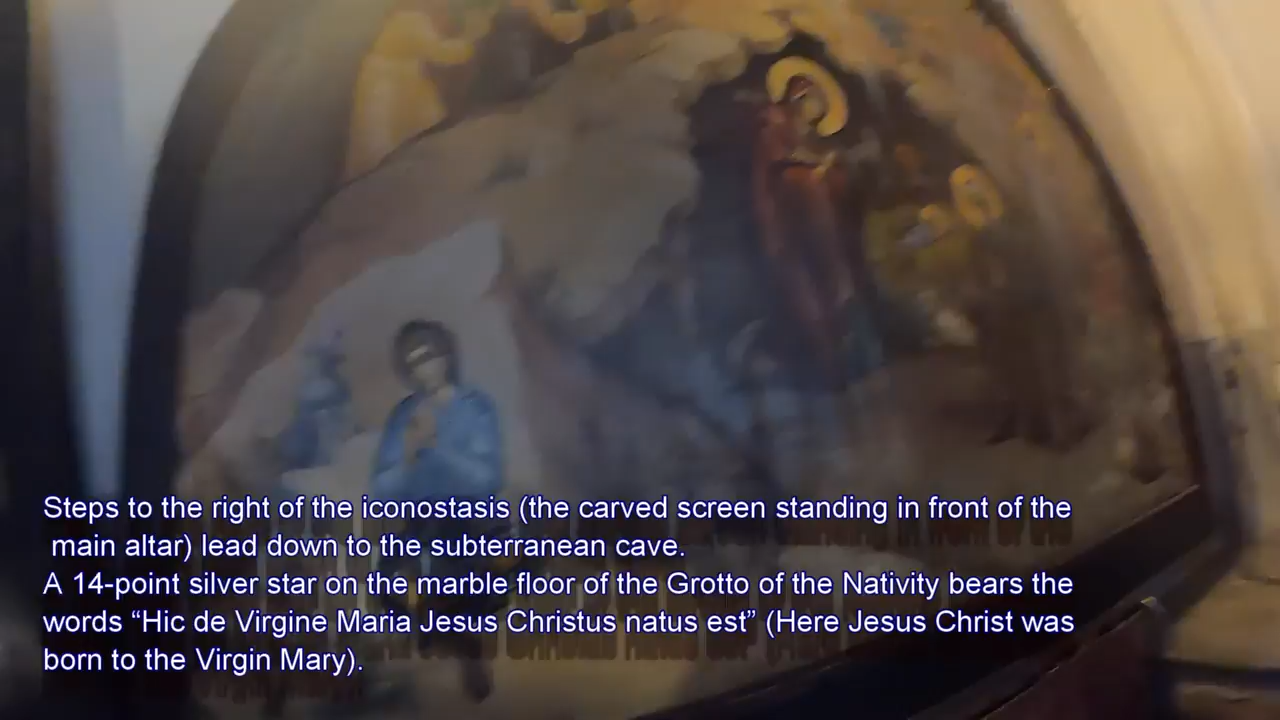 Steps to the right of the iconostasis (the carved screen standing in front of the
main altar) lead down to the subterranean cave.
A 14-point silver star on the marble floor of the Grotto of the Nativity bears the
words “Hic de Virgine Maria Jesus Christus natus est” (Here Jesus Christ was
born to the Virgin Mary).